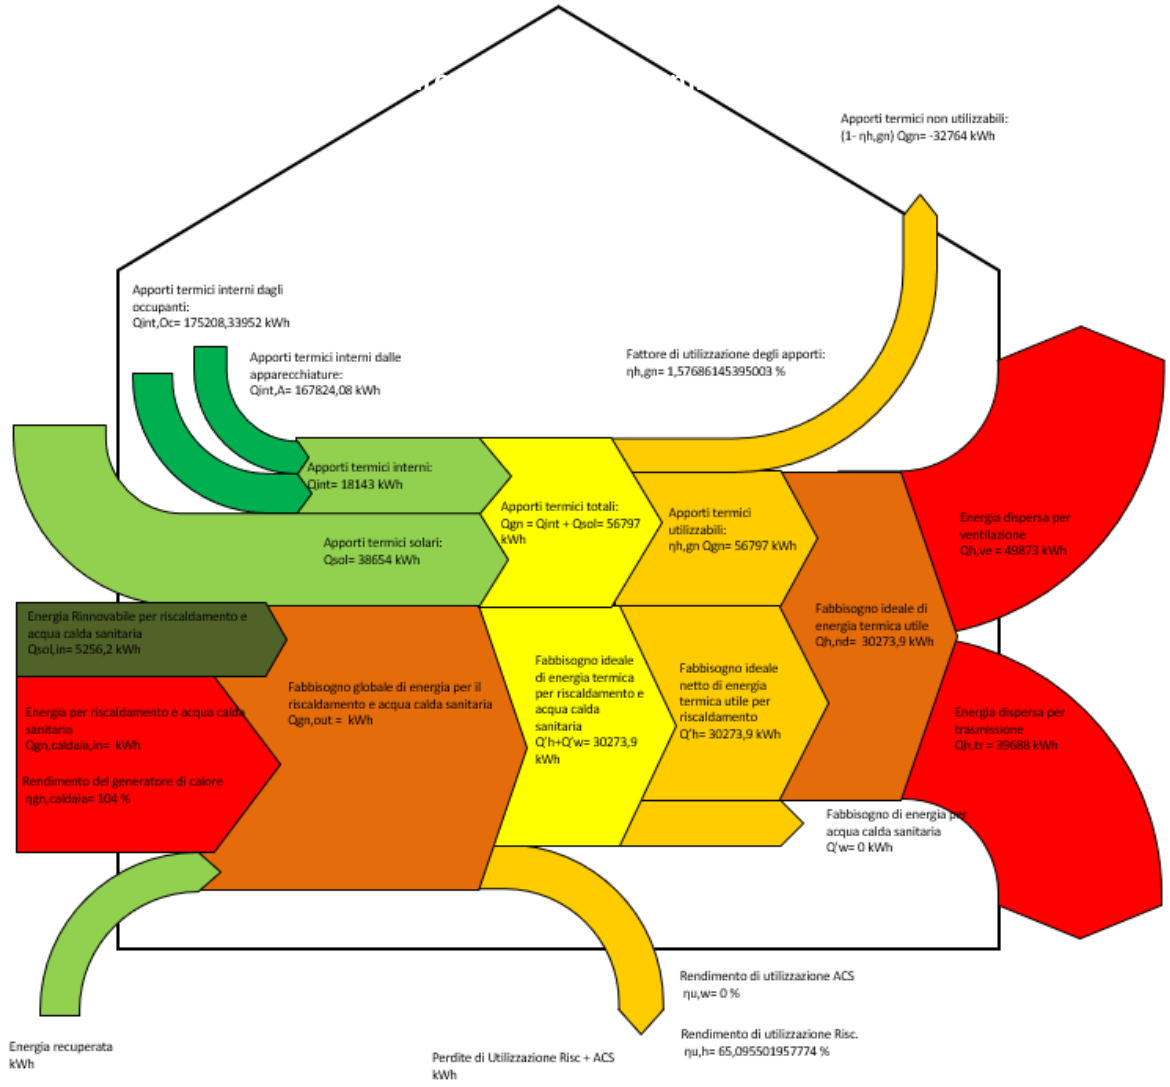 Apporti termici non utilizzabili:
(1- ηh,gn) Qgn= -32764 kWh
Apporti termici interni dagli
occupanti:
Qint,Oc= 175208,33952 kWh
Apporti termici interni dalle
apparecchiature:
Qint,A= 167824,08 kWh
Fattore di utilizzazione degli apporti:
ηh,gn= 1,57686145395003 %
Apporti termici interni:
Qint= 18143 kWh
Apporti termici solari:
Qsol= 38654 kWh
Apporti termici totali:
Qgn = Qint + Qsol= 56797
kWh
Apporti termici
utilizzabili:
ηh,gn Qgn= 56797 kWh
Energia dispersa per
ventilazione
Qh,ve = 49873 kWh
Energia Rinnovabile per riscaldamento e
acqua calda sanitaria
Qsol,in= 5256,2 kWh
Energia per riscaldamento e acqua calda
sanitaria
Qgn,caldaia,in=  kWh
Rendimento del generatore di calore
ηgn,caldaia= 104 %
Fabbisogno globale di energia per il
riscaldamento e acqua calda sanitaria
Qgn,out =  kWh
Fabbisogno ideale
di energia termica
per riscaldamento e
acqua calda
sanitaria
Q'h+Q'w= 30273,9
kWh
Fabbisogno ideale
netto di energia
termica utile per
riscaldamento
Q'h= 30273,9 kWh
Fabbisogno ideale di
energia termica utile
Qh,nd=  30273,9 kWh
Energia dispersa per
trasmissione
Qh,tr = 39688 kWh
Fabbisogno di energia per
acqua calda sanitaria
Q'w= 0 kWh
Rendimento di utilizzazione ACS
ηu,w= 0 %
Rendimento di utilizzazione Risc.
ηu,h= 65,095501957774 %
Energia recuperata
kWh
Perdite di Utilizzazione Risc + ACS
kWh